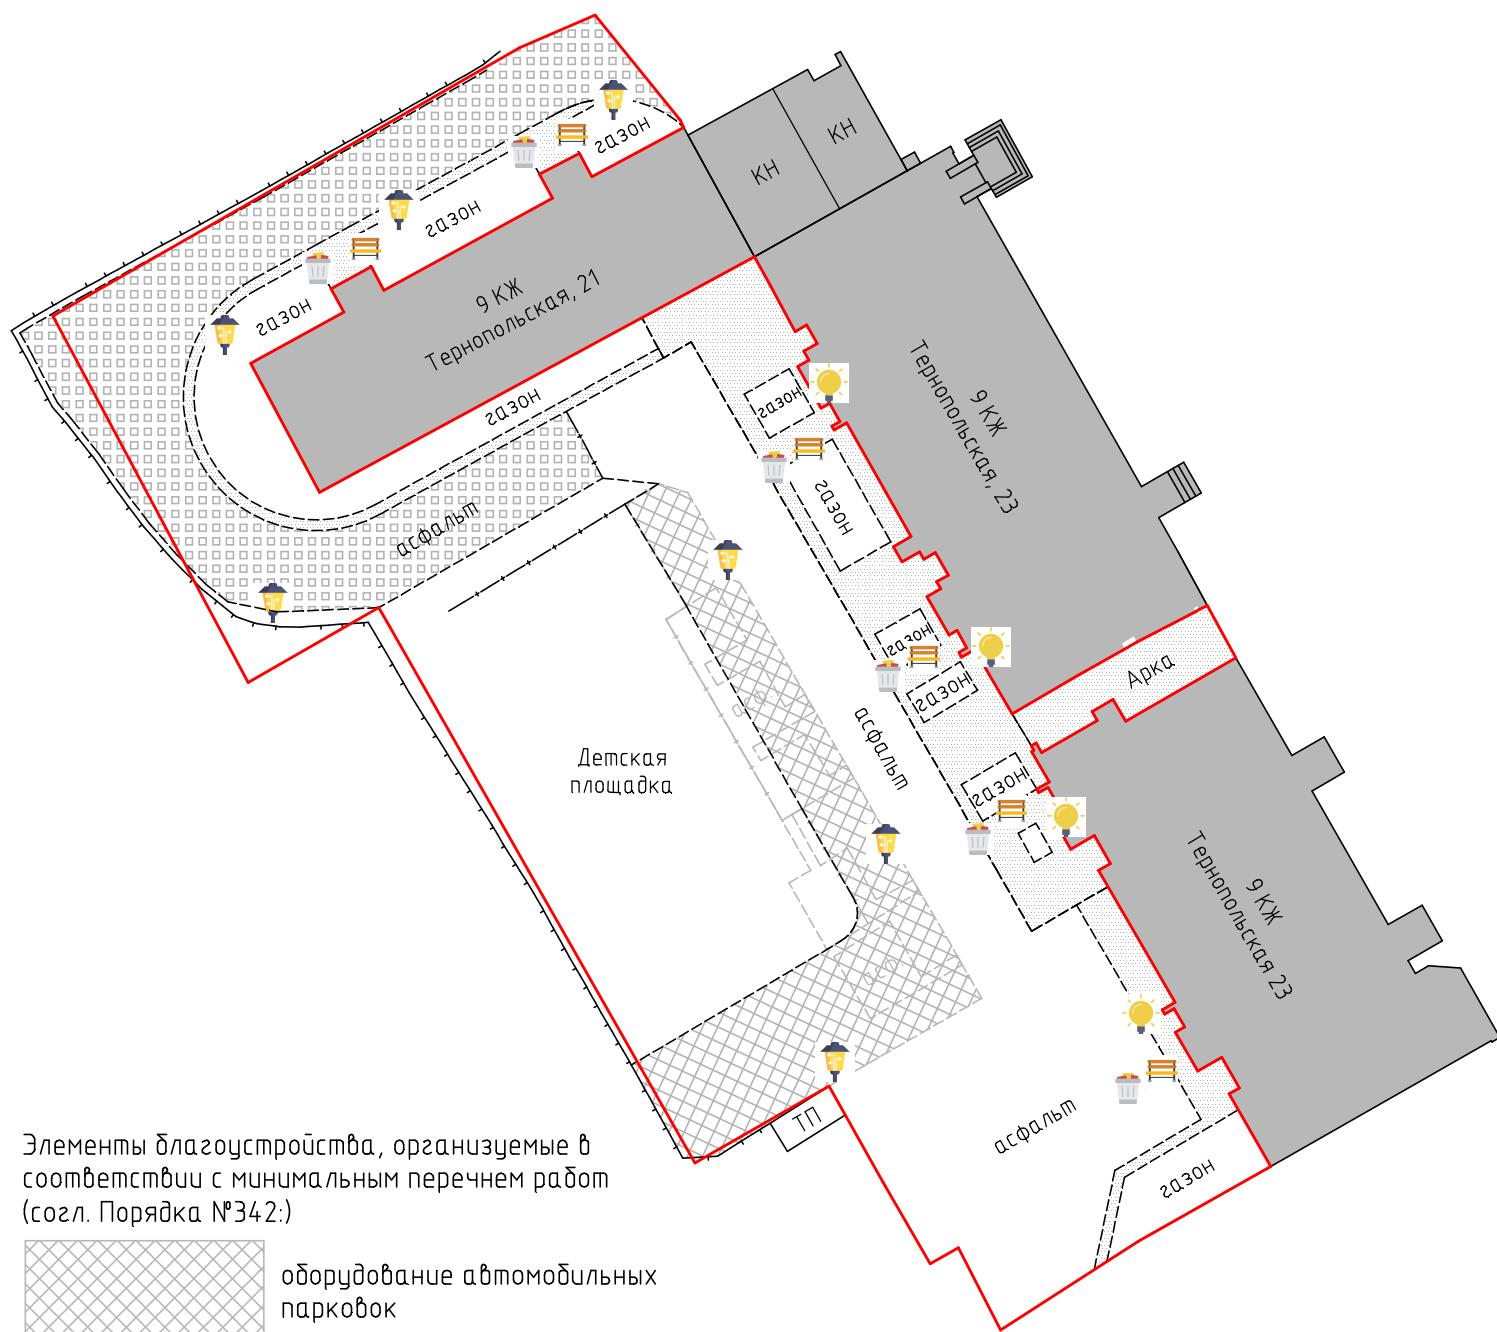 газон
КН
КН
газон
9 КЖ
Тернопольская, 21
газон
газон
газон
9 КЖ
Тернопольская, 23
газон
асфальт
газон
Арка
газон
асфальт
Детская
площадка
асф.
газон
9 КЖ
Тернопольская 23
асф.
ТП
асфальт
газон
Элементы благоустройства, организуемые в
соответствии с минимальным перечнем работ
(согл. Порядка №342:)
оборудование автомобильных
парковок